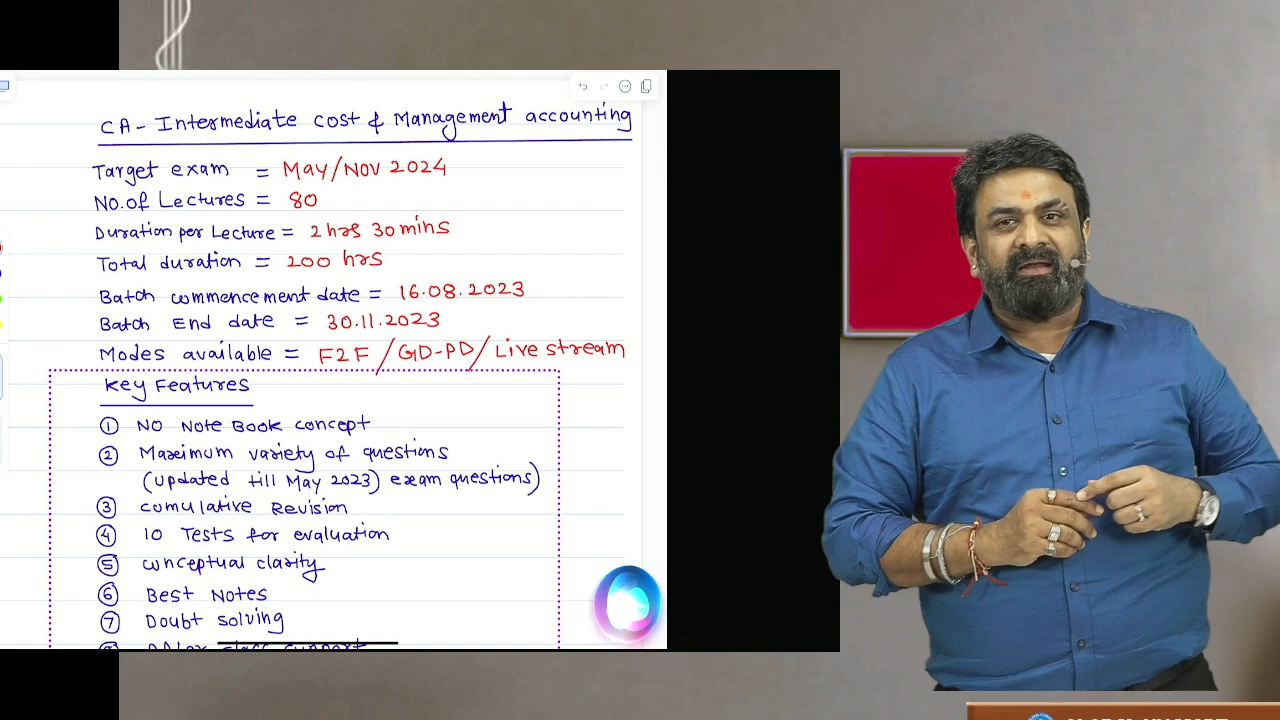 CA - Intermediate cost & Management accounting
Target exam = May/Nov 2024
No. of Lectures = 80
Duration per Lecture = 2 hrs 30 mins
Total duration = 200 hrs
Batch commencement date = 16.08.2023
Batch End date = 30.11.2023
Modes available = F2F / GD-PD / Live stream
Key Features
① No Note Book concept
② Maximum variety of questions
(updated till May 2023) exam questions)
③ cumulative Revision
④ 10 Tests for evaluation
⑤ conceptual clarity
⑥ Best Notes
⑦ Doubt solving
class support